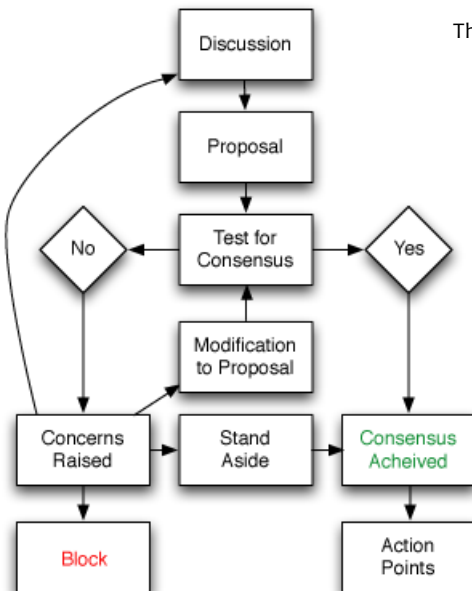 Th
Discussion
Proposal
No
Test for
Consensus
Yes
Modification
to Proposal
Concerns
Raised
Stand
Aside
Consensus
Acheived
Block
Action
Points